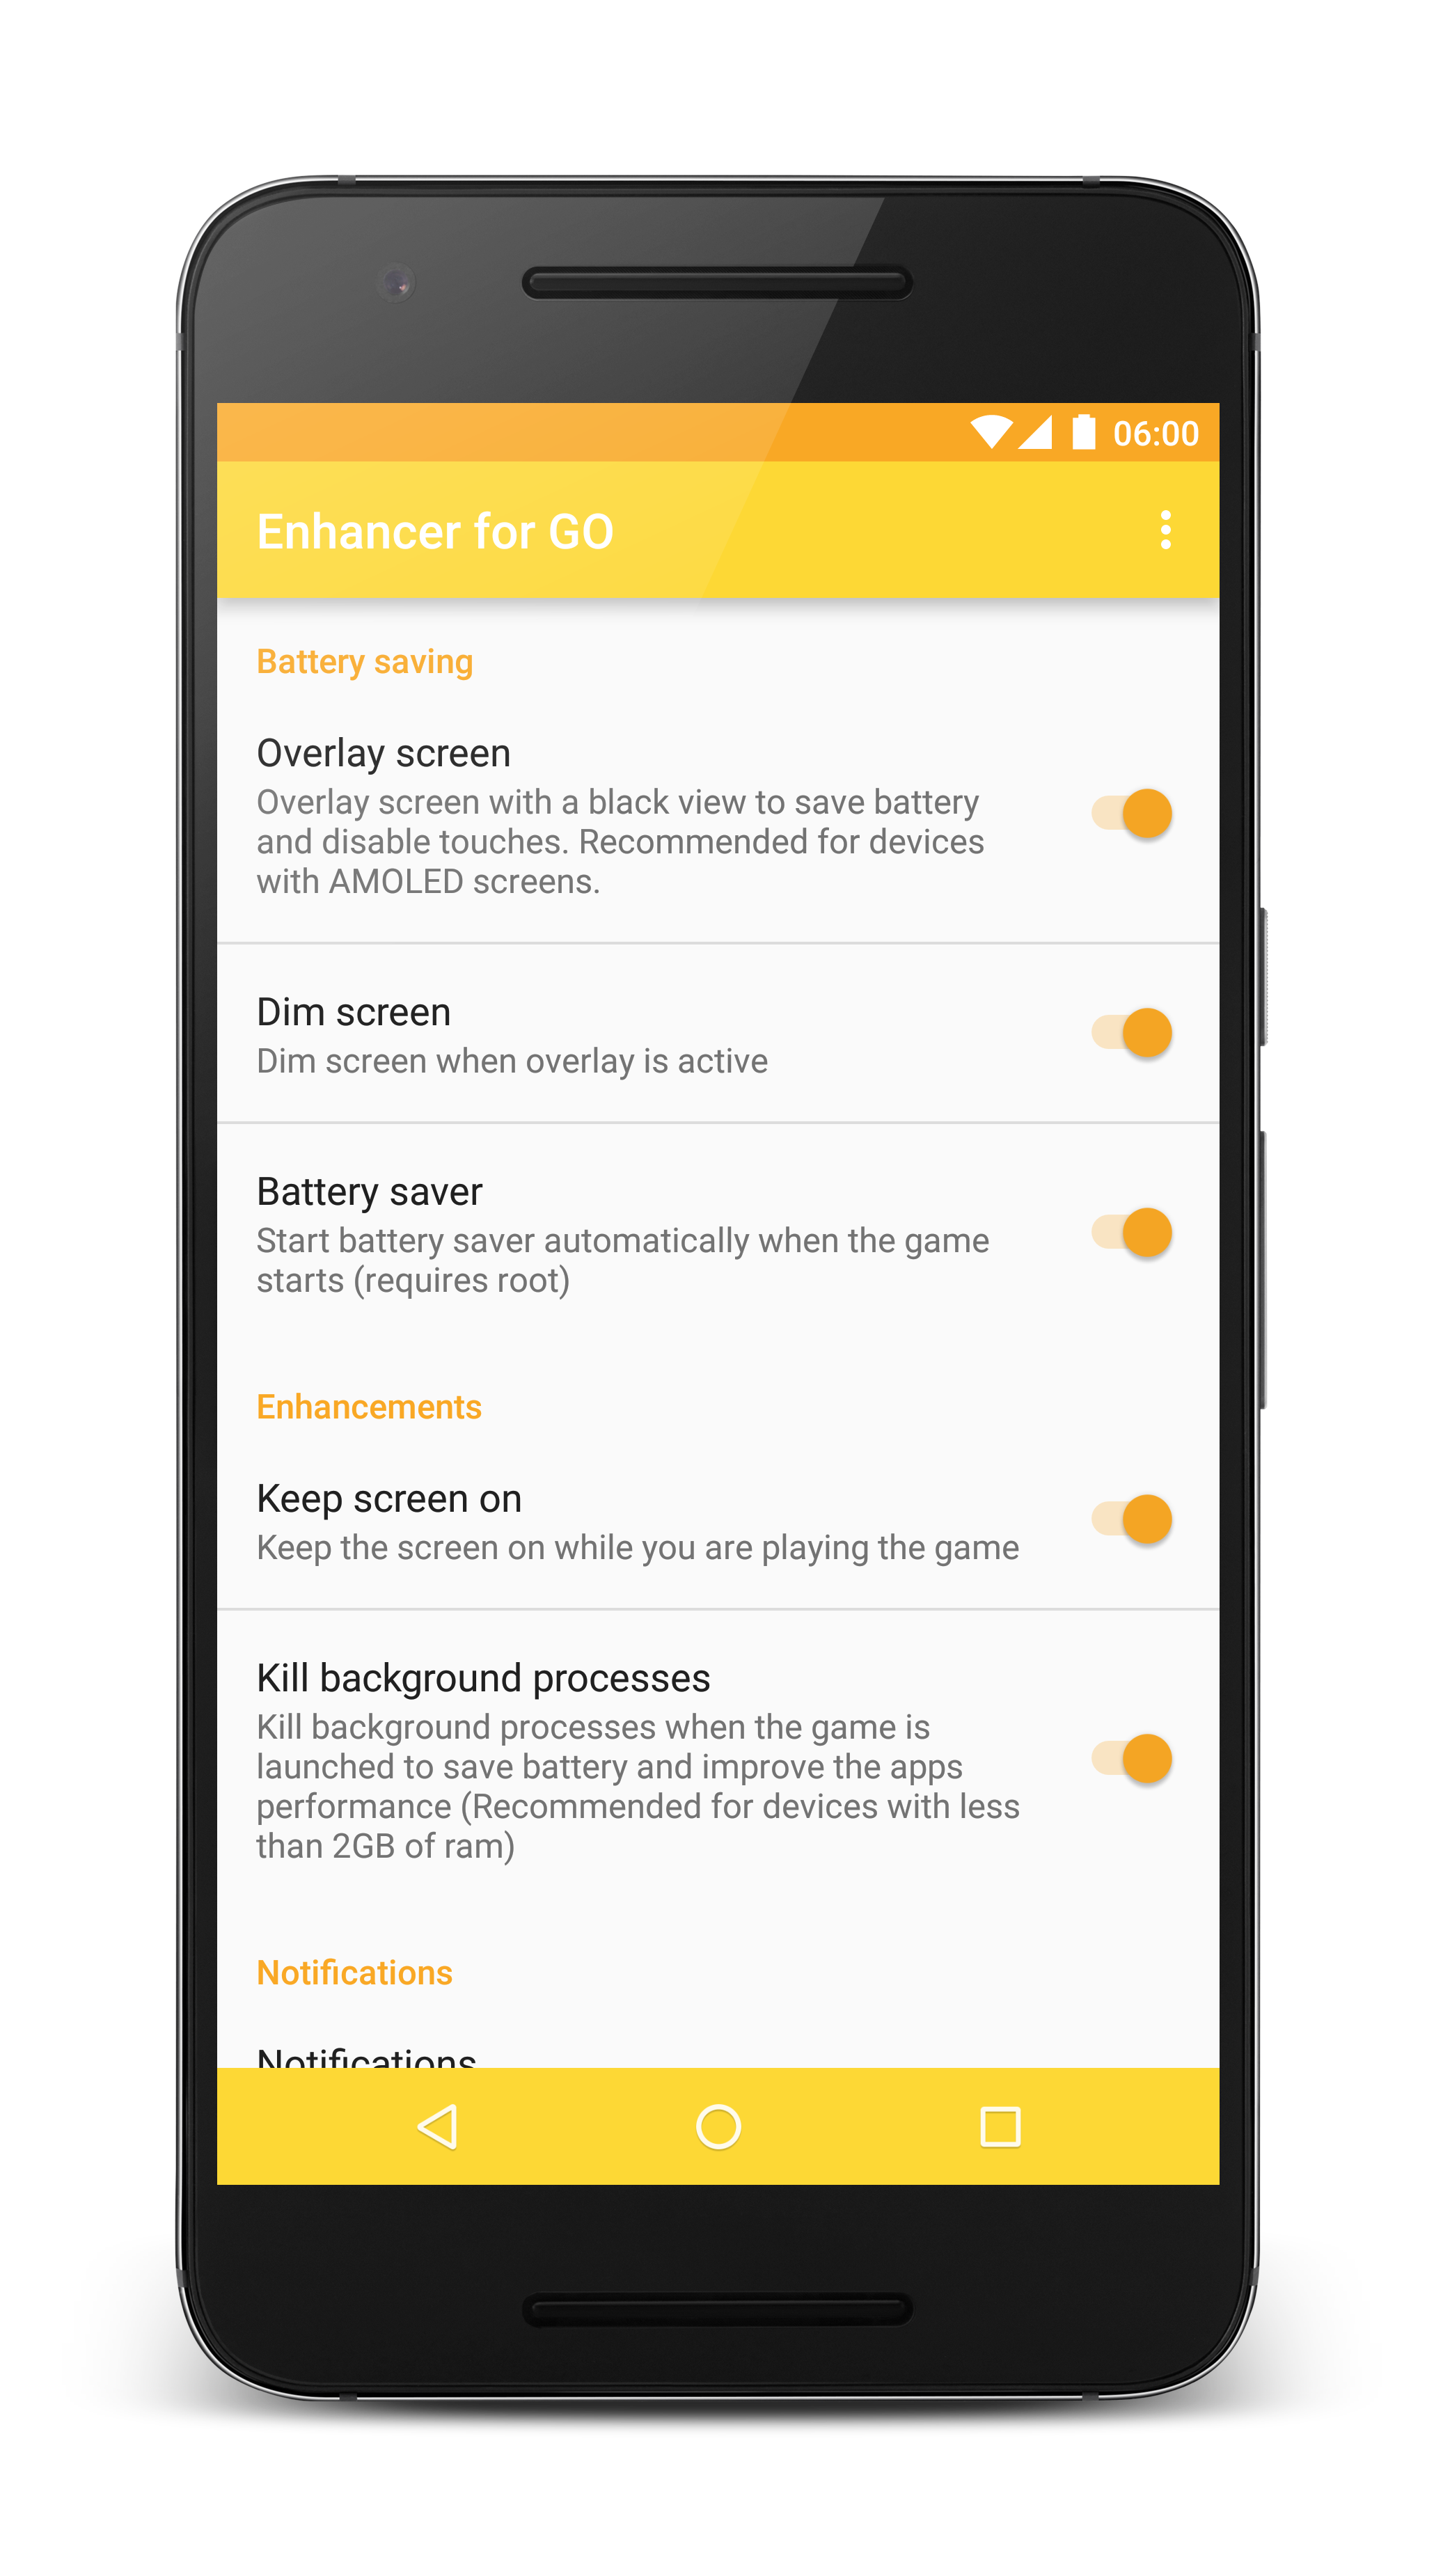 06:00
Enhancer for GO
Battery saving
Overlay screen
Overlay screen with a black view to save battery
and disable touches. Recommended for devices
with AMOLED screens.
Dim screen
Dim screen when overlay is active
Battery saver
Start battery saver automatically when the game
starts (requires root)
Enhancements
Keep screen on
Keep the screen on while you are playing the game
Kill background processes
Kill background processes when the game is
launched to save battery and improve the apps
performance (Recommended for devices with less
than 2GB of ram)
Notifications
Notifications